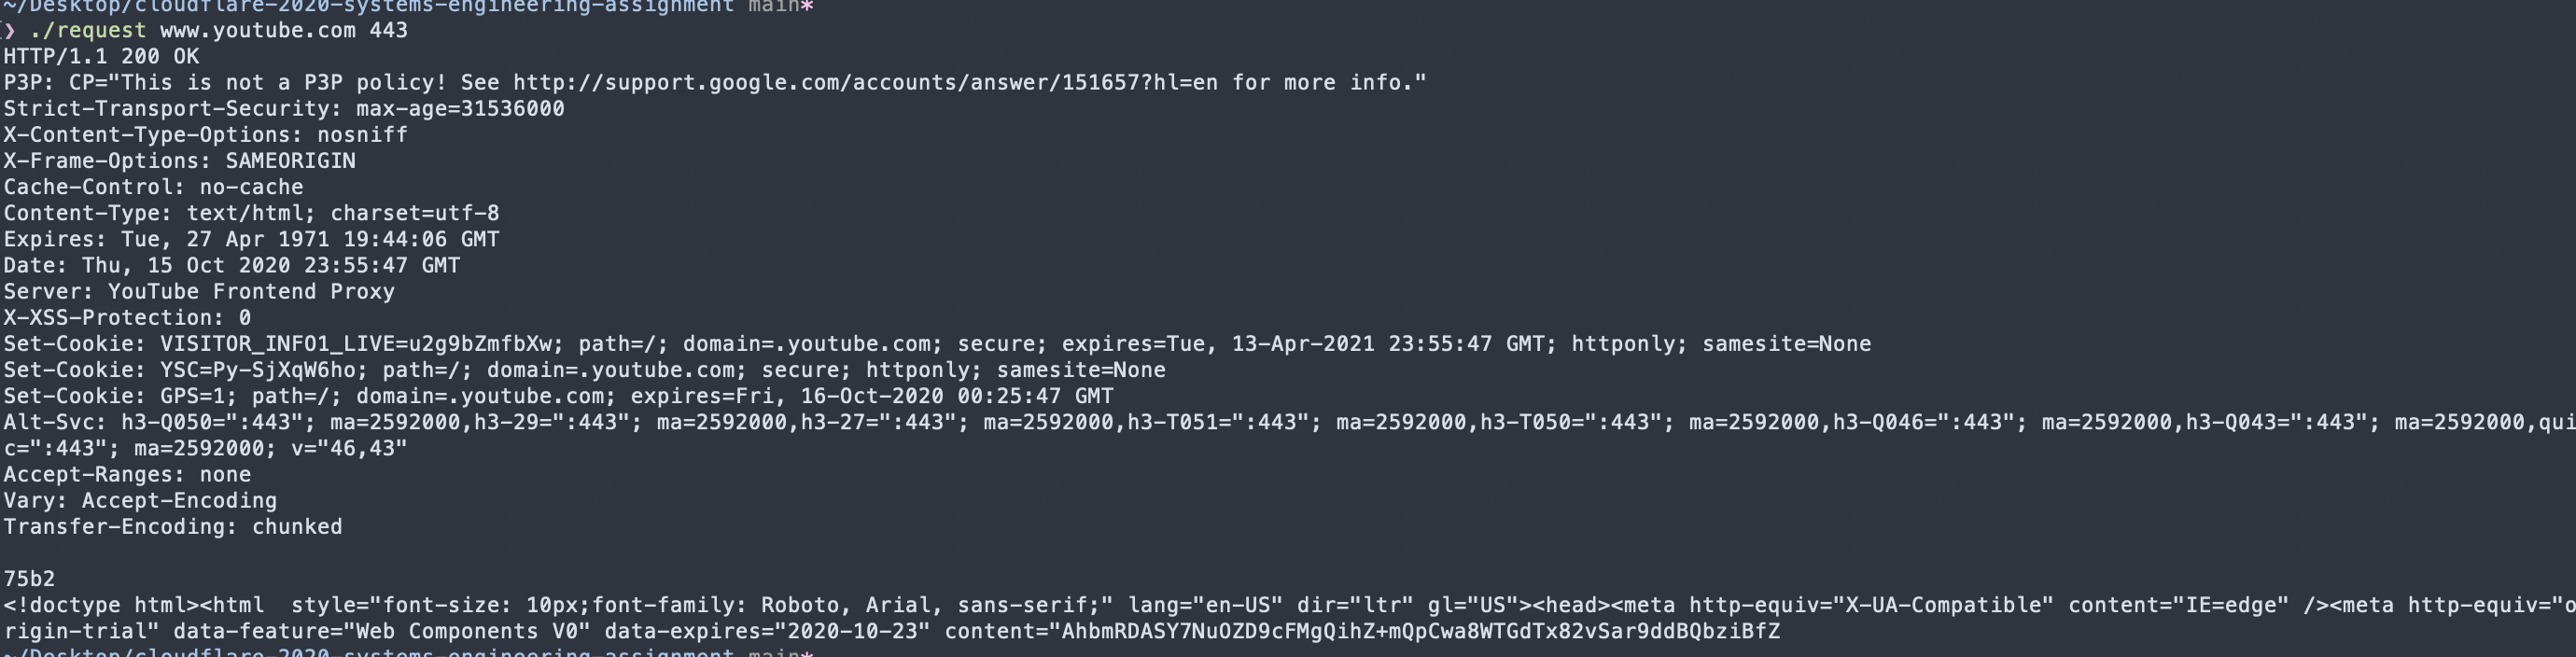 ~/Desktop/cloudflare-2020-systems-engineering-assignment main*
❯ ./request www.youtube.com 443
HTTP/1.1 200 OK
P3P: CP="This is not a P3P policy! See http://support.google.com/accounts/answer/151657?hl=en for more info."
Strict-Transport-Security: max-age=31536000
X-Content-Type-Options: nosniff
X-Frame-Options: SAMEORIGIN
Cache-Control: no-cache
Content-Type: text/html; charset=utf-8
Expires: Tue, 27 Apr 1971 19:44:06 GMT
Date: Thu, 15 Oct 2020 23:55:47 GMT
Server: YouTube Frontend Proxy
X-XSS-Protection: 0
Set-Cookie: VISITOR_INFO1_LIVE=u2g9bZmfbXw; path=/; domain=.youtube.com; secure; expires=Tue, 13-Apr-2021 23:55:47 GMT; httponly; samesite=None
Set-Cookie: YSC=Py-SjXqW6ho; path=/; domain=.youtube.com; secure; httponly; samesite=None
Set-Cookie: GPS=1; path=/; domain=.youtube.com; expires=Fri, 16-Oct-2020 00:25:47 GMT
Alt-Svc: h3-Q050=":443"; ma=2592000,h3-29=":443"; ma=2592000,h3-27=":443"; ma=2592000,h3-T051=":443"; ma=2592000,h3-T050=":443"; ma=2592000,h3-Q046=":443"; ma=2592000,h3-Q043=":443"; ma=2592000,qui
c=":443"; ma=2592000; v="46,43"
Accept-Ranges: none
Vary: Accept-Encoding
Transfer-Encoding: chunked
75b2
<!doctype html><html  style="font-size: 10px;font-family: Roboto, Arial, sans-serif;" lang="en-US" dir="ltr" gl="US"><head><meta http-equiv="X-UA-Compatible" content="IE=edge" /><meta http-equiv="o
rigin-trial" data-feature="Web Components V0" data-expires="2020-10-23" content="AhbmRDASY7NuOZD9cFMgQihZ+mQpCwa8WTGdTx82vSar9ddBQbziBfZ
~/Desktop/cloudflare-2020-systems-engineering-assignment main*